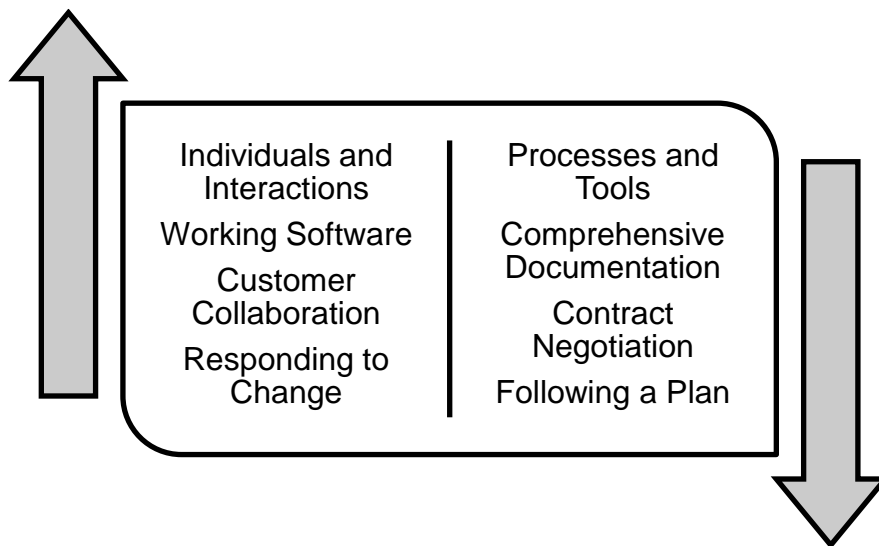 Individuals and
Interactions
Working Software
Customer
Collaboration
Responding to
Change
Processes and
Tools
Comprehensive
Documentation
Contract
Negotiation
Following a Plan